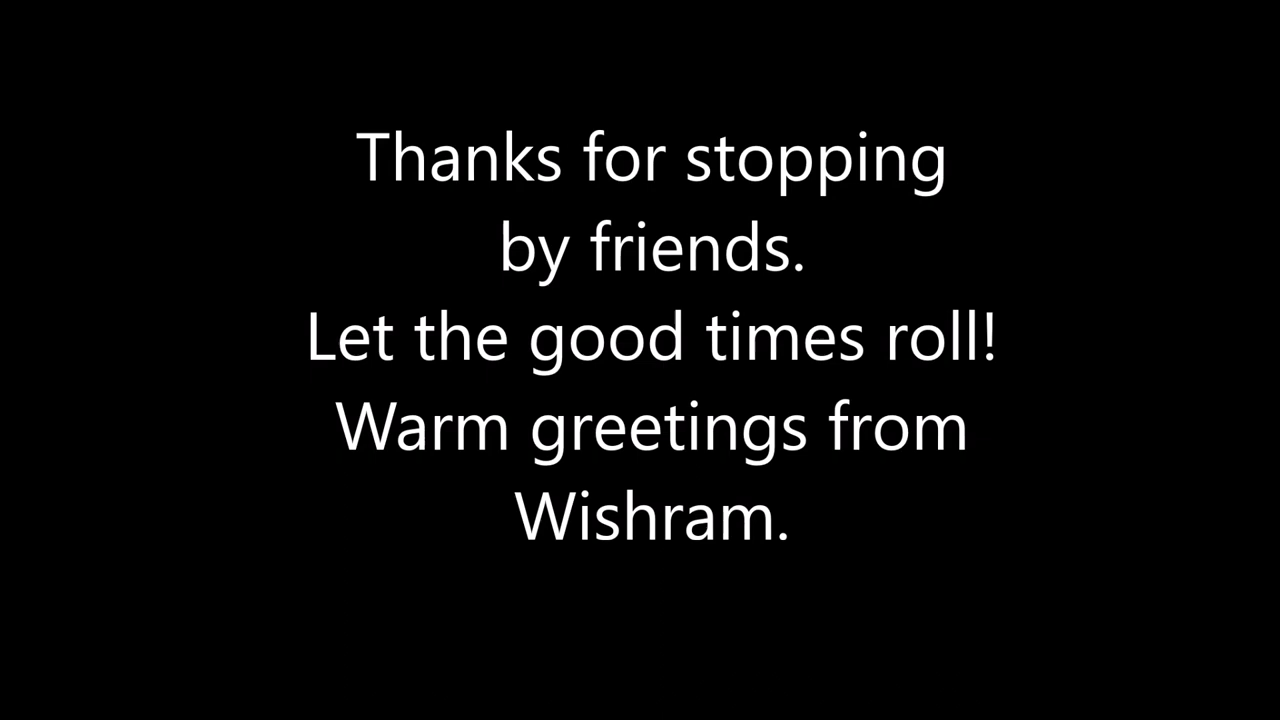 Thanks for stopping
by friends.
Let the good times roll!
Warm greetings from
Wishram.